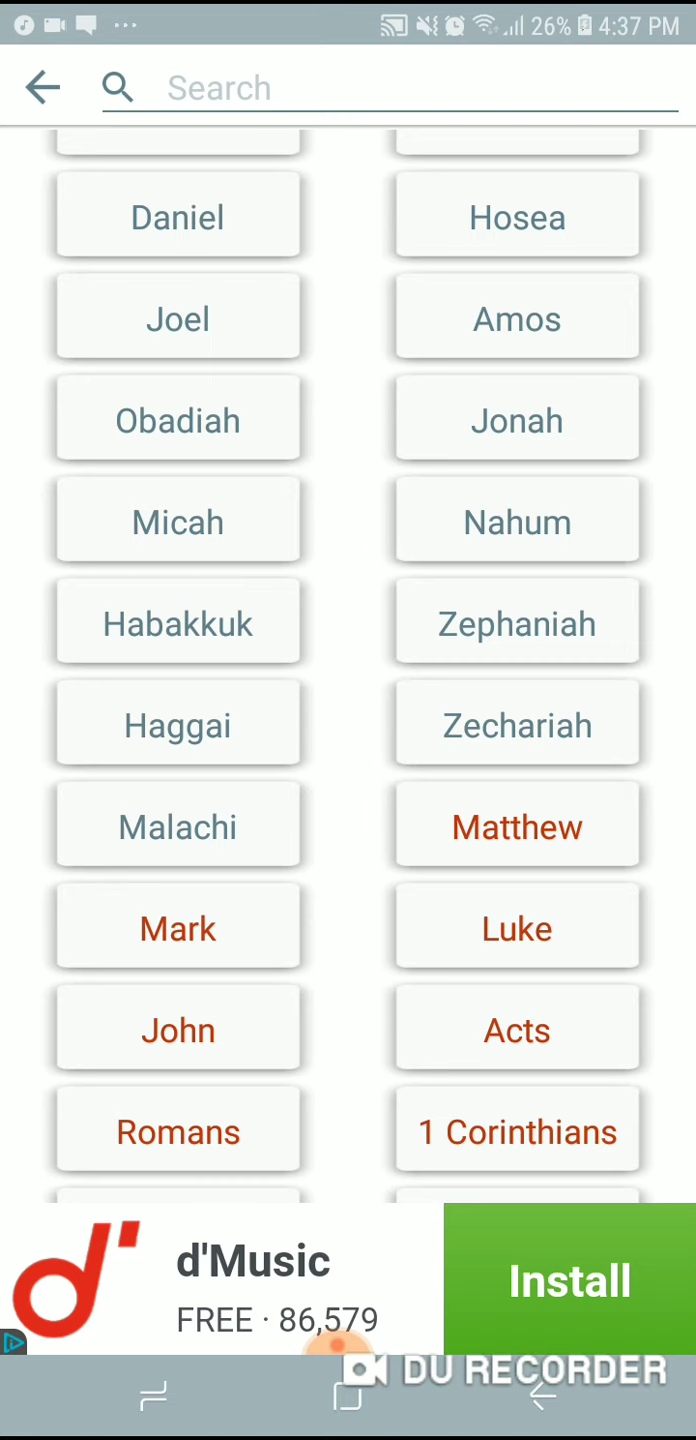 26% 4:37 PM
Search
Daniel Hosea
Joel Amos
Obadiah Jonah
Micah Nahum
Habakkuk Zephaniah
Haggai Zechariah
Malachi Matthew
Mark Luke
John Acts
Romans 1 Corinthians
d'Music
FREE · 86,579
Install
DU RECORDER